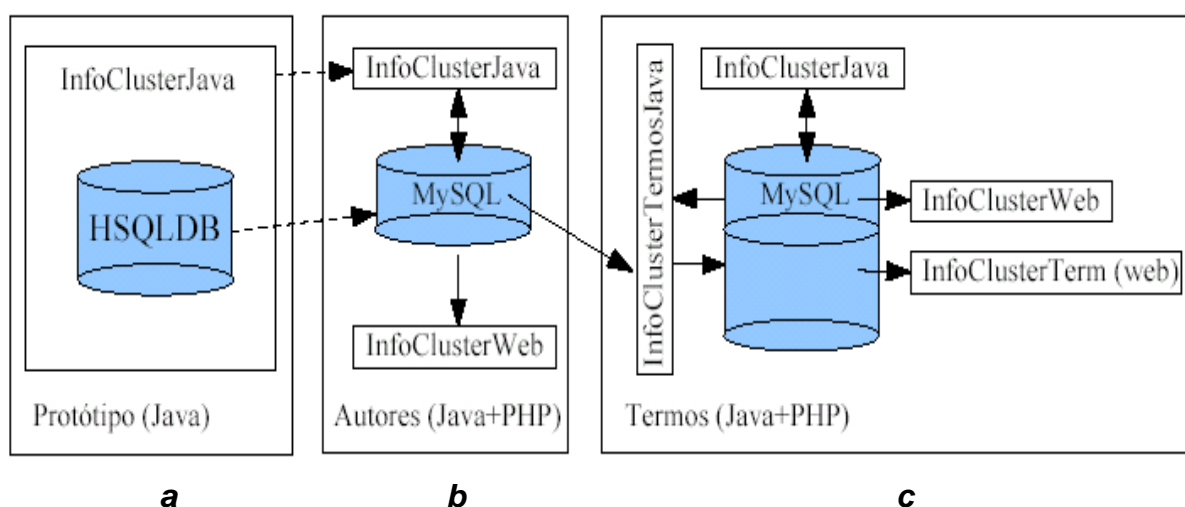 InfoClusterJava
HSQLDB
Protótipo (Java)
a
InfoClusterJava
MySQL
InfoClusterWeb
Autores (Java+PHP)
b
InfoClusterTermosJava
InfoClusterJava
MySQL
InfoClusterWeb
InfoClusterTerm (web)
Termos (Java+PHP)
c